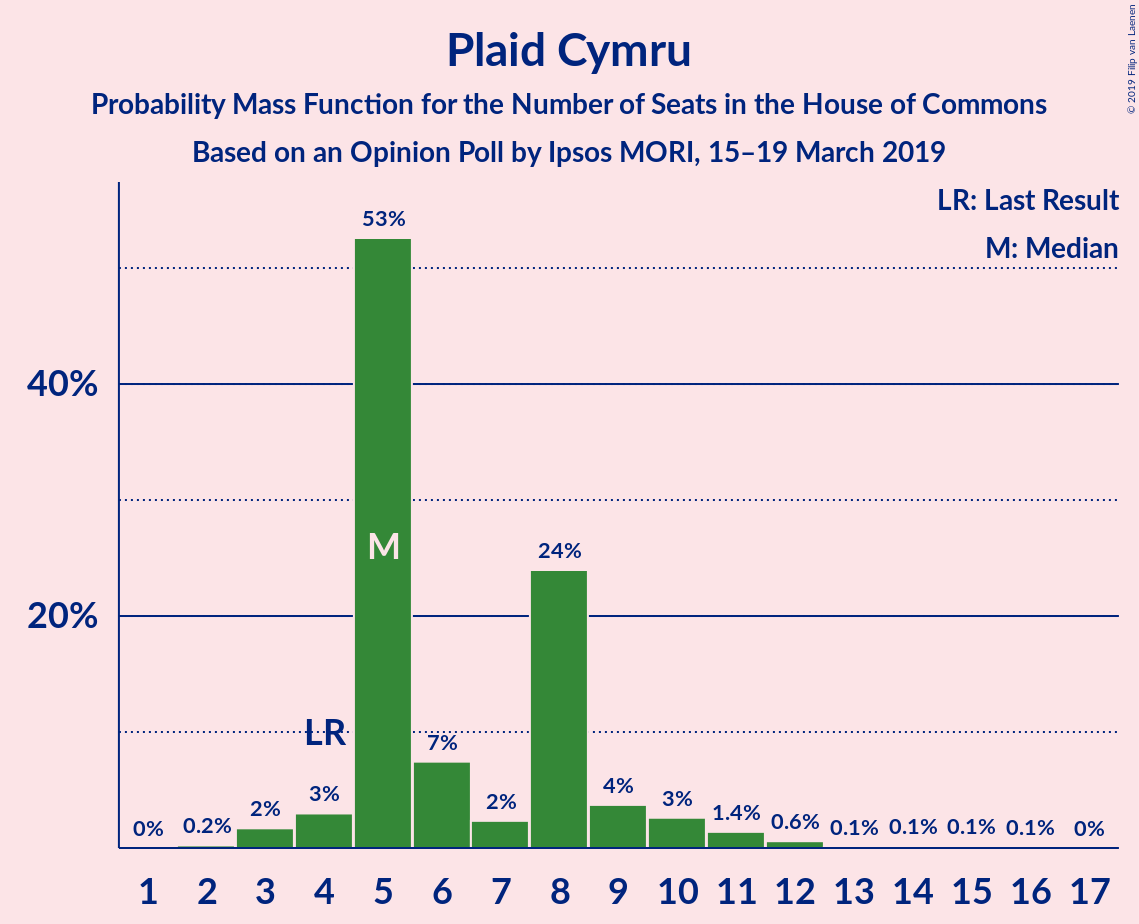 Plaid Cymru
Probability Mass Function for the Number of Seats in the House of Commons
Based on an Opinion Poll by Ipsos MORI, 15–19 March 2019
© 2019 Filip van Laenen
LR: Last Result
M: Median
53%
40%
M
24%
20%
LR
7%
4%
3%
3%
2%
2%
1.4%
0.6%
0%
0.2%
0.1%
0.1%
0.1%
0.1%
0%
1 2 3 4 5 6 7 8 9 10 11 12 13 14 15 16 17